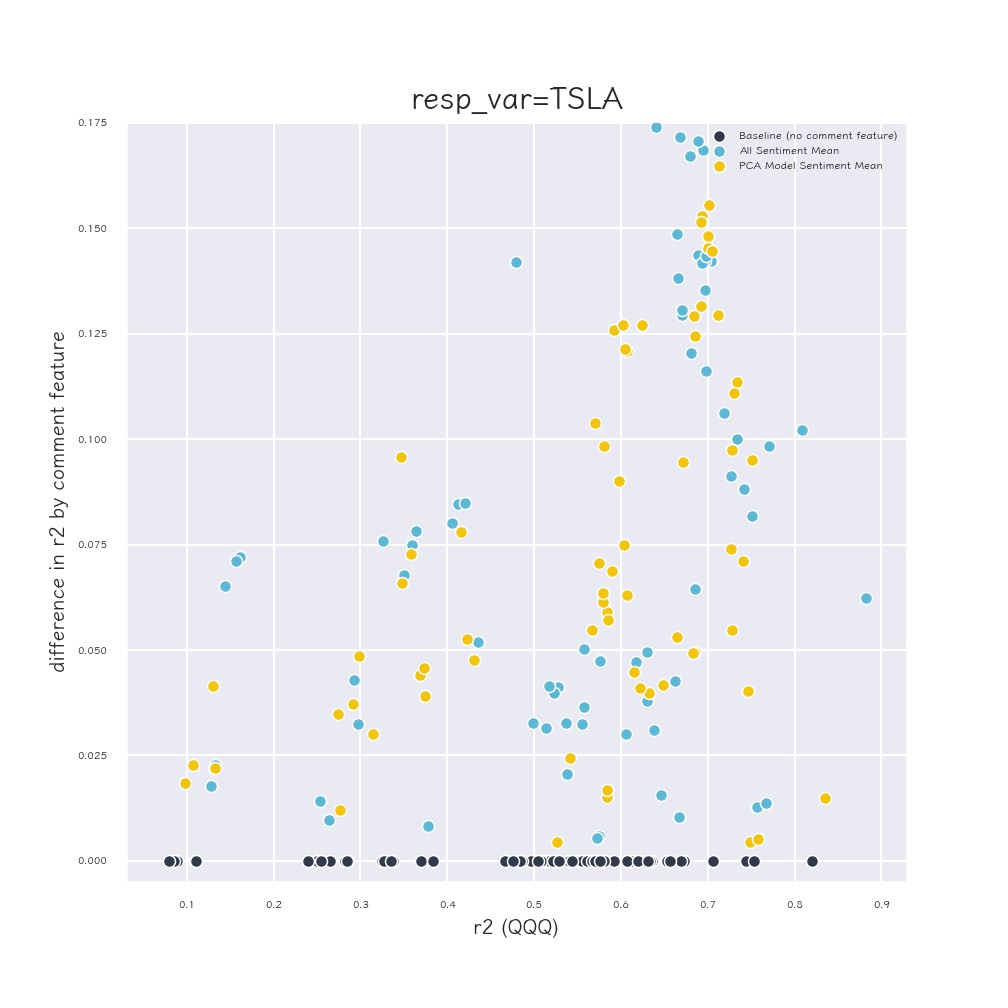 resp_var=TSLA
0.175
0.150
0.125
0.100
0.075
0.050
0.025
0.000
difference in r2 by comment feature
Baseline (no comment feature)
All Sentiment Mean
PCA Model Sentiment Mean
0.1 0.2 0.3 0.4 0.5 0.6 0.7 0.8 0.9
r2 (QQQ)